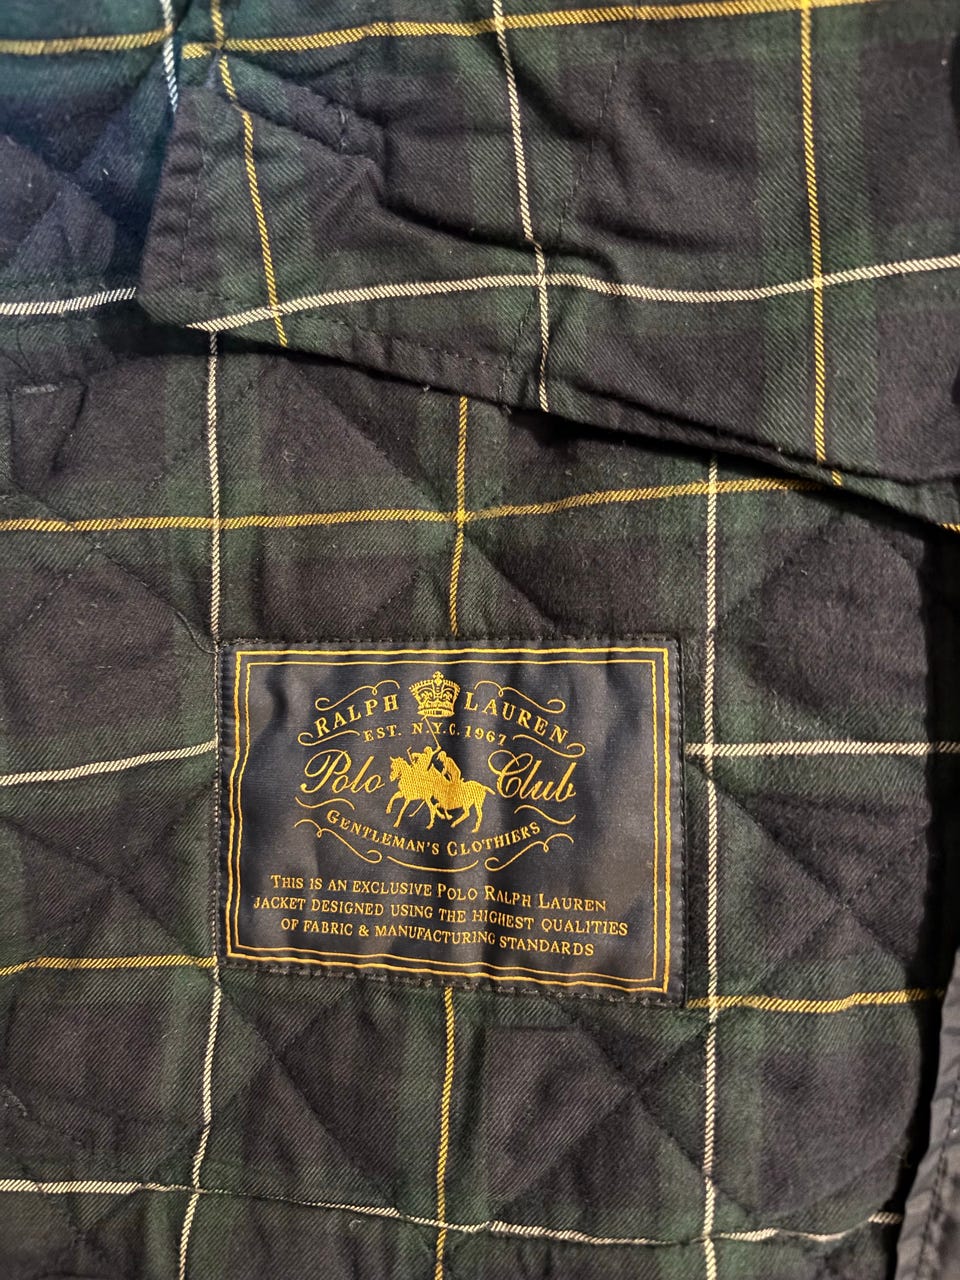 RALPH LAUREN
EST. N.Y.C. 1967
Polo Club
GENTLEMAN'S CLOTHIERS
THIS IS AN EXCLUSIVE POLO RALPH LAUREN
JACKET DESIGNED USING THE HIGHEST QUALITIES
OF FABRIC & MANUFACTURING STANDARDS